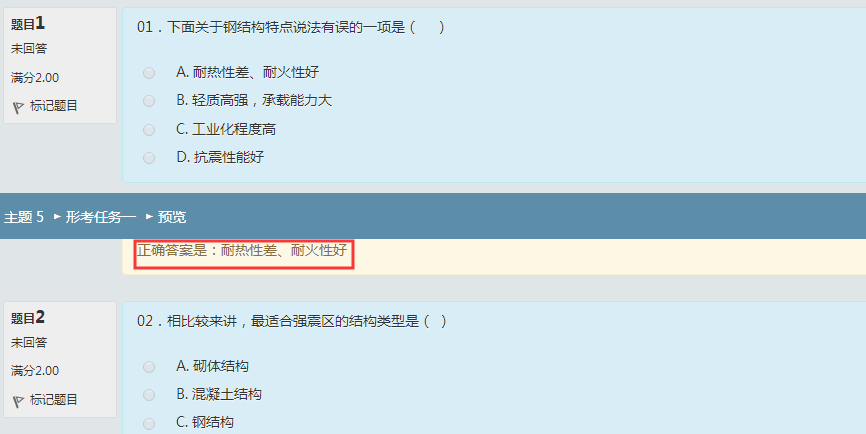 题目1
未回答
满分2.00
标记题目
01．下面关于钢结构特点说法有误的一项是（ ）
A. 耐热性差、耐火性好
B. 轻质高强，承载能力大
C. 工业化程度高
D. 抗震性能好
主题 5 ► 形考任务一 ► 预览
正确答案是：耐热性差、耐火性好
题目2
未回答
满分2.00
标记题目
02．相比较来讲，最适合强震区的结构类型是（ ）
A. 砌体结构
B. 混凝土结构
C. 钢结构